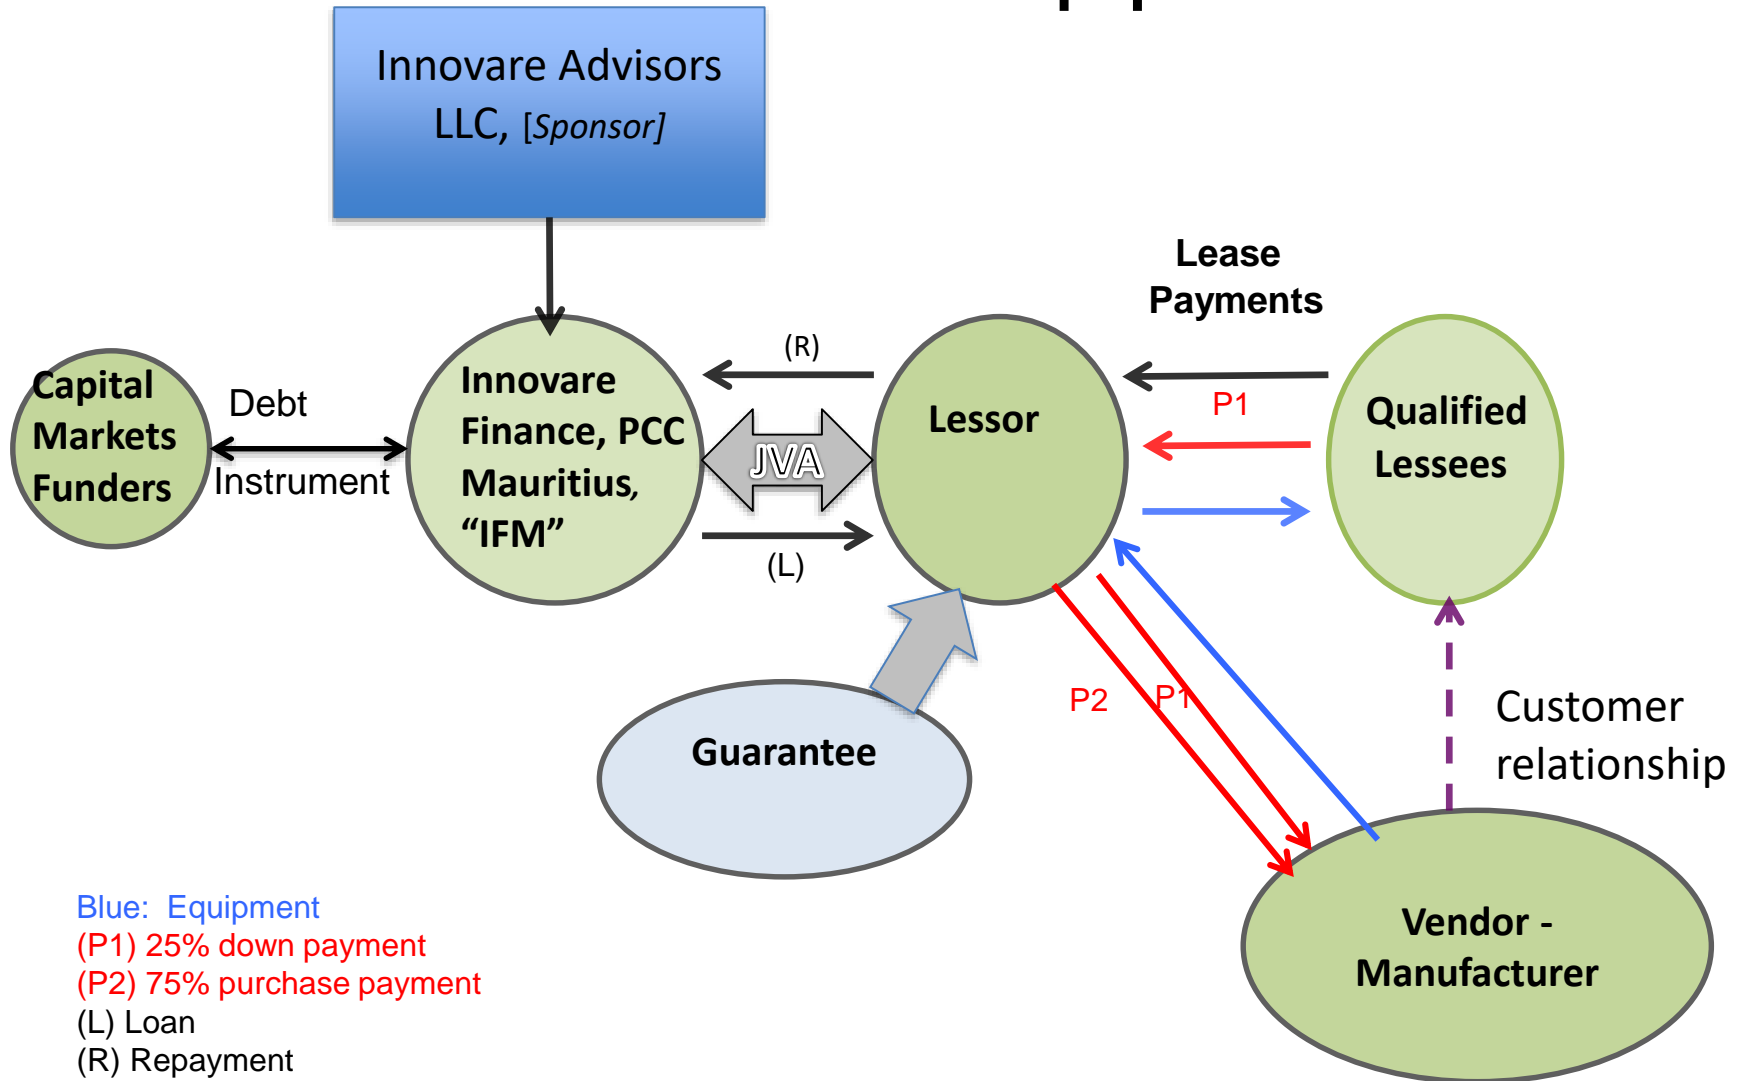 Innovare Advisors
LLC, [Sponsor]
Lease
Payments
(R)
P1
Capital
Markets
Funders
Debt
Instrument
Innovare
Finance, PCC
Mauritius,
“IFM”
JVA
Lessor
Qualified
Lessees
(L)
P2
P1
Guarantee
Customer
relationship
Vendor -
Manufacturer
Blue:  Equipment
(P1) 25% down payment
(P2) 75% purchase payment
(L) Loan
(R) Repayment